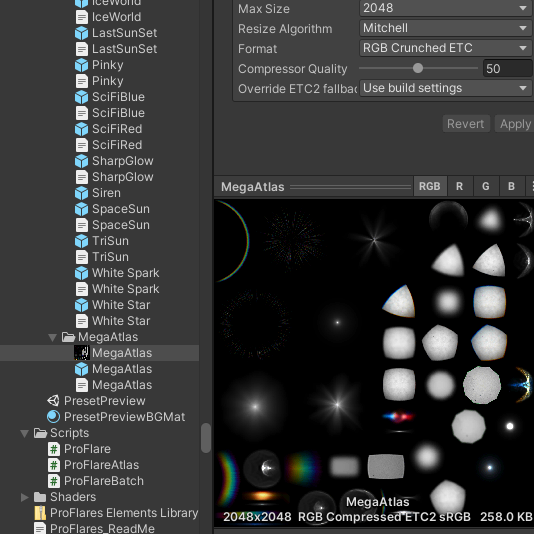 IceWorld
IceWorld
LastSunSet
LastSunSet
Pinky
Pinky
SciFiBlue
SciFiBlue
SciFiRed
SciFiRed
SharpGlow
SharpGlow
Siren
SpaceSun
SpaceSun
TriSun
TriSun
White Spark
White Spark
White Star
White Star
MegaAtlas
MegaAtlas
MegaAtlas
MegaAtlas
PresetPreview
PresetPreviewBGMat
Scripts
ProFlare
ProFlareAtlas
ProFlareBatch
Shaders
ProFlares Elements Library
ProFlares_ReadMe
Max Size 2048
Resize Algorithm Mitchell
Format RGB Crunched ETC
Compressor Quality 50
Override ETC2 fallbac Use build settings
Revert Apply
MegaAtlas RGB R G B
MegaAtlas
2048x2048 RGB Compressed ETC2 sRGB 258.0 KB